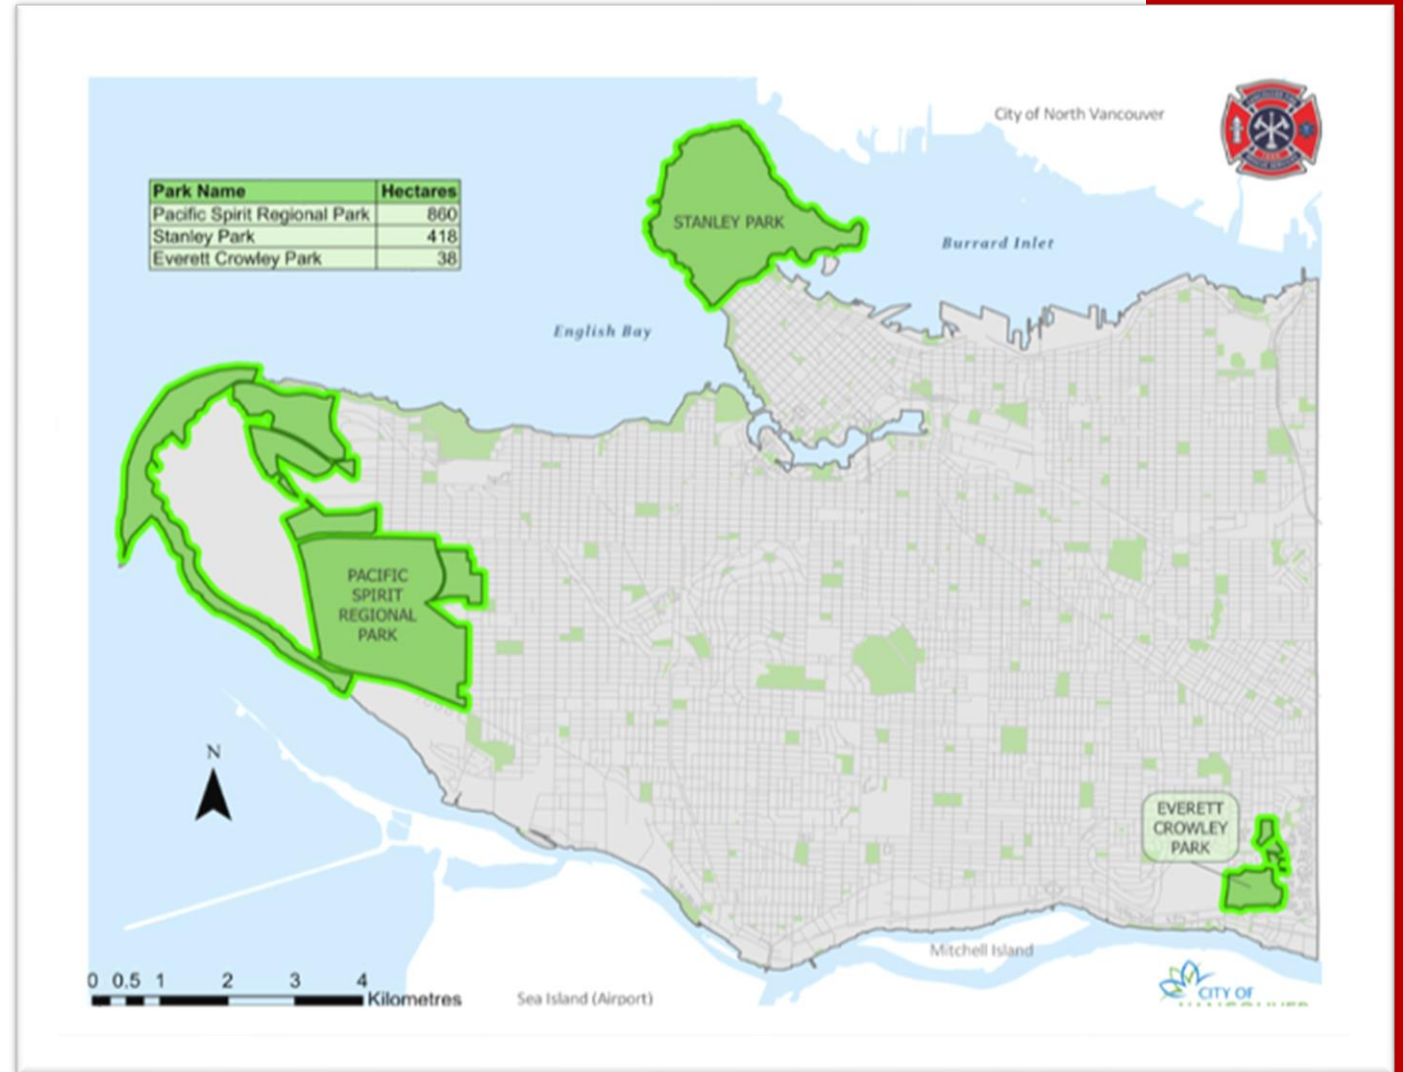 City of North Vancouver
Park Name Hectares
Pacific Spirit Regional Park 860
Stanley Park 418
Everett Crowley Park 38
STANLEY PARK
Burrard Inlet
English Bay
PACIFIC
SPIRIT
REGIONAL
PARK
N
EVERETT
CROWLEY
PARK
Mitchell Island
0 0.5 1 2 3 4
Kilometres
Sea Island (Airport)
CITY OF